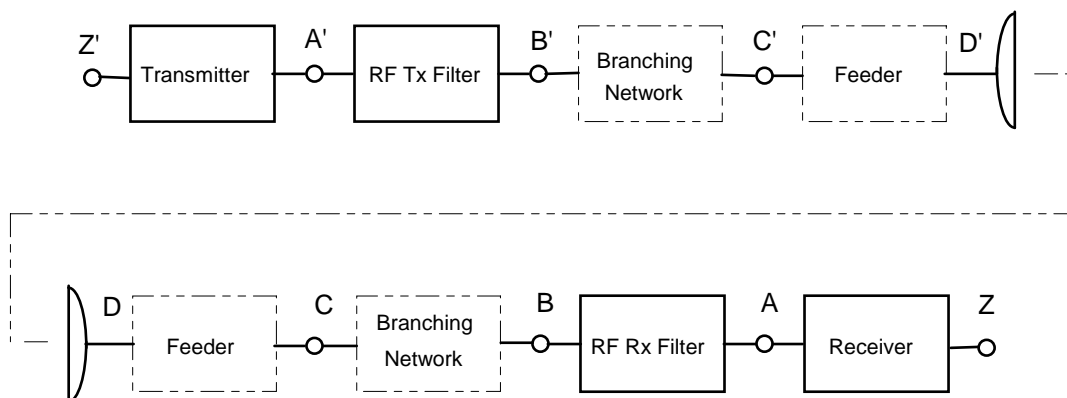 Z'
Transmitter
A'
RF Tx Filter
B'
Branching
Network
C'
Feeder
D'
D
Feeder
C
Branching
Network
B
RF Rx Filter
A
Receiver
Z